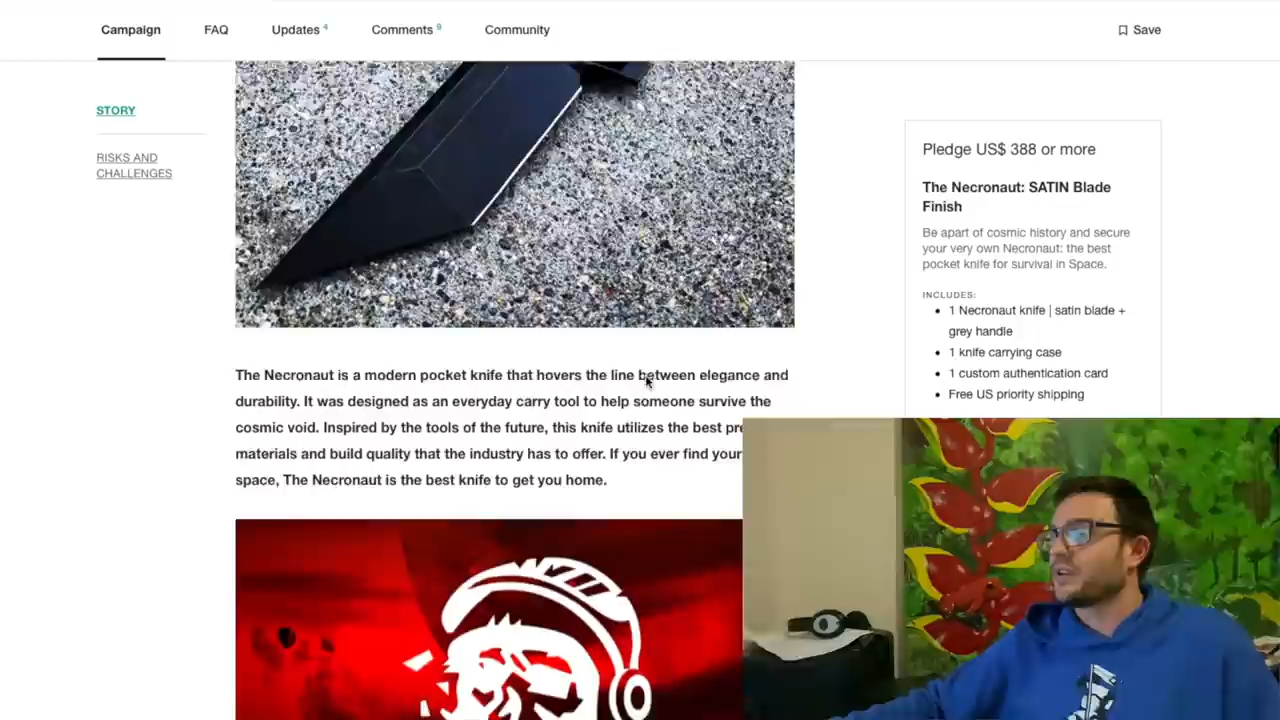 Campaign
FAQ
Updates 4
Comments 9
Community
Save
STORY
RISKS AND
CHALLENGES
The Necronaut is a modern pocket knife that hovers the line between elegance and
durability. It was designed as an everyday carry tool to help someone survive the
cosmic void. Inspired by the tools of the future, this knife utilizes the best
materials and build quality that the industry has to offer. If you ever find your
space, The Necronaut is the best knife to get you home.
Pledge US$ 388 or more
The Necronaut: SATIN Blade
Finish
Be apart of cosmic history and secure
your very own Necronaut: the best
pocket knife for survival in Space.
INCLUDES:
1 Necronaut knife | satin blade +
grey handle
1 knife carrying case
1 custom authentication card
Free US priority shipping